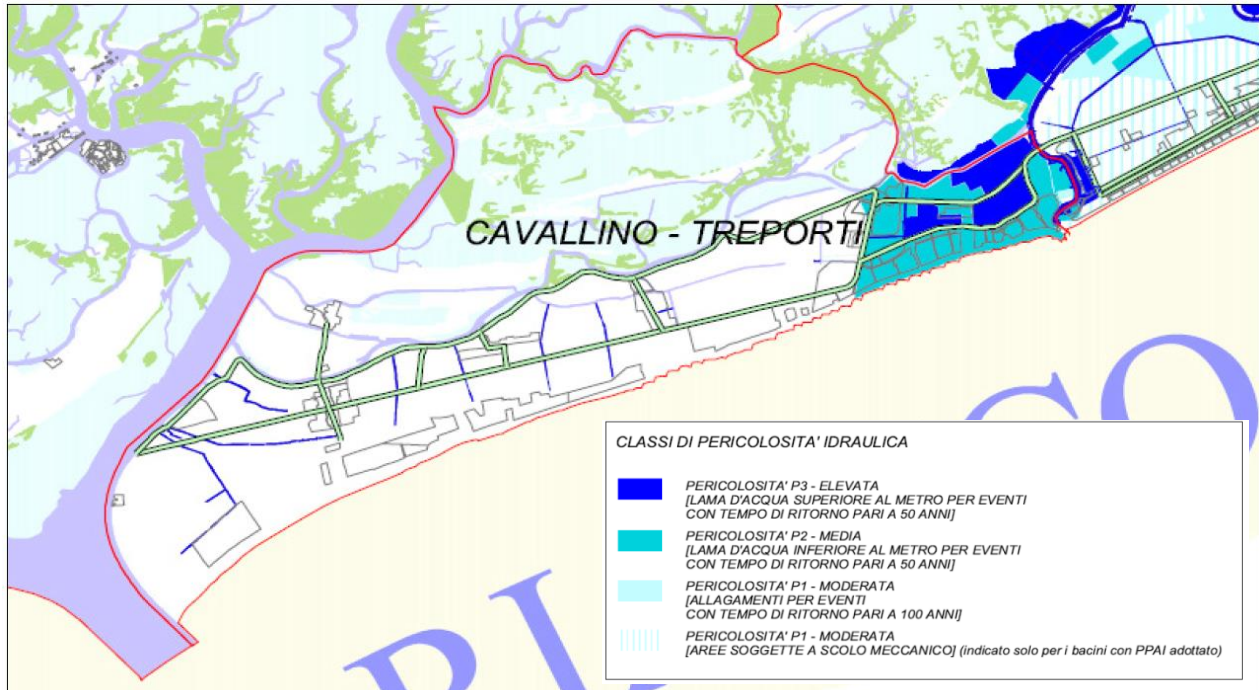 CAVALLINO - TREPORTI
CO
RI
CLASSI DI PERICOLOSITA' IDRAULICA
PERICOLOSITA' P3 - ELEVATA
[LAMA D'ACQUA SUPERIORE AL METRO PER EVENTI
CON TEMPO DI RITORNO PARI A 50 ANNI]
PERICOLOSITA' P2 - MEDIA
[LAMA D'ACQUA INFERIORE AL METRO PER EVENTI
CON TEMPO DI RITORNO PARI A 50 ANNI]
PERICOLOSITA' P1 - MODERATA
[ALLAGAMENTI PER EVENTI
CON TEMPO DI RITORNO PARI A 100 ANNI]
PERICOLOSITA' P1 - MODERATA
[AREE SOGGETTE A SCOLO MECCANICO] (indicato solo per i bacini con PPAI adottato)